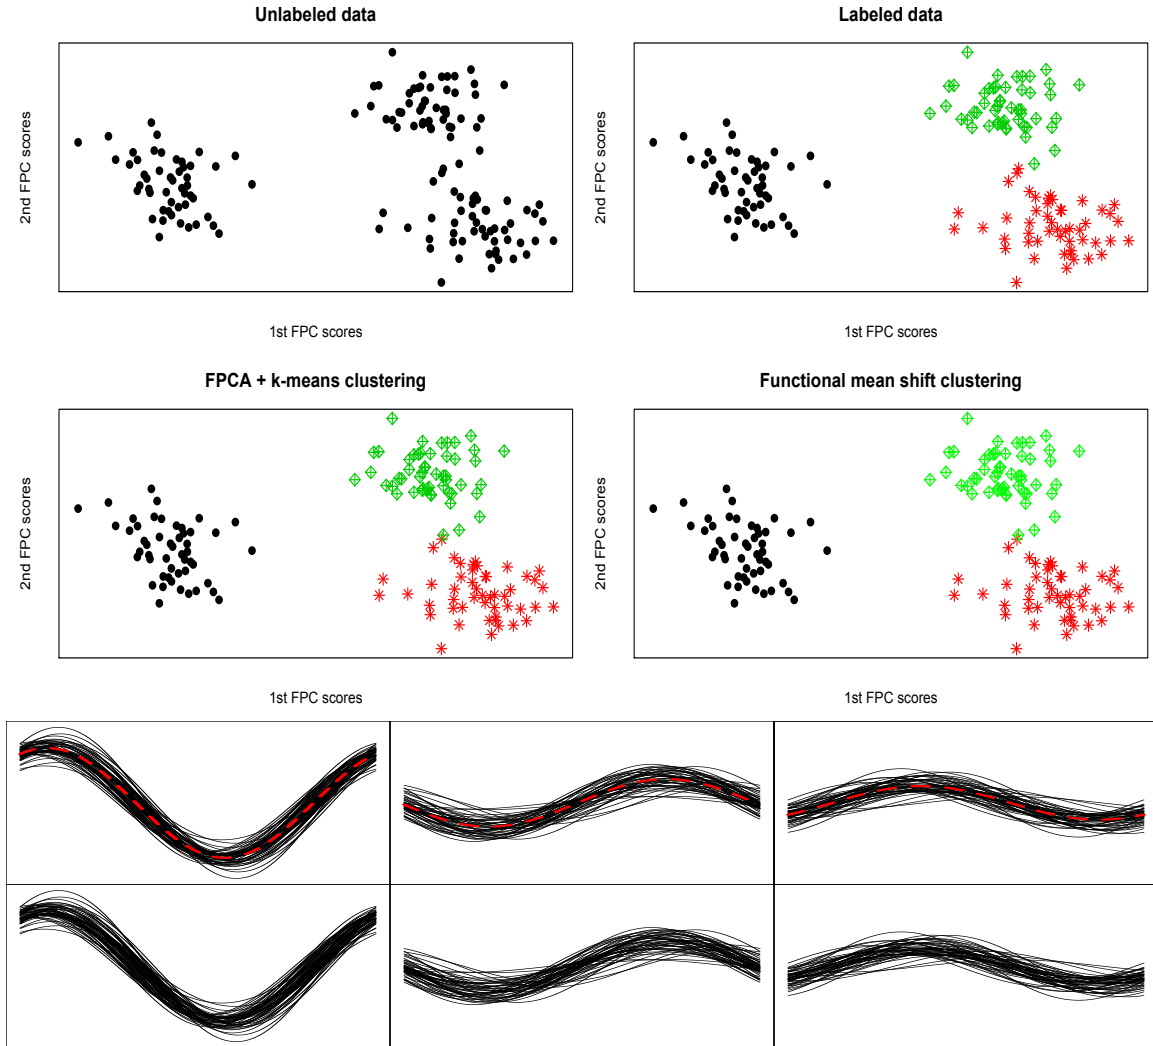 Unlabeled data
Labeled data
2nd FPC scores
2nd FPC scores
1st FPC scores
1st FPC scores
FPCA + k-means clustering
Functional mean shift clustering
2nd FPC scores
2nd FPC scores
1st FPC scores
1st FPC scores